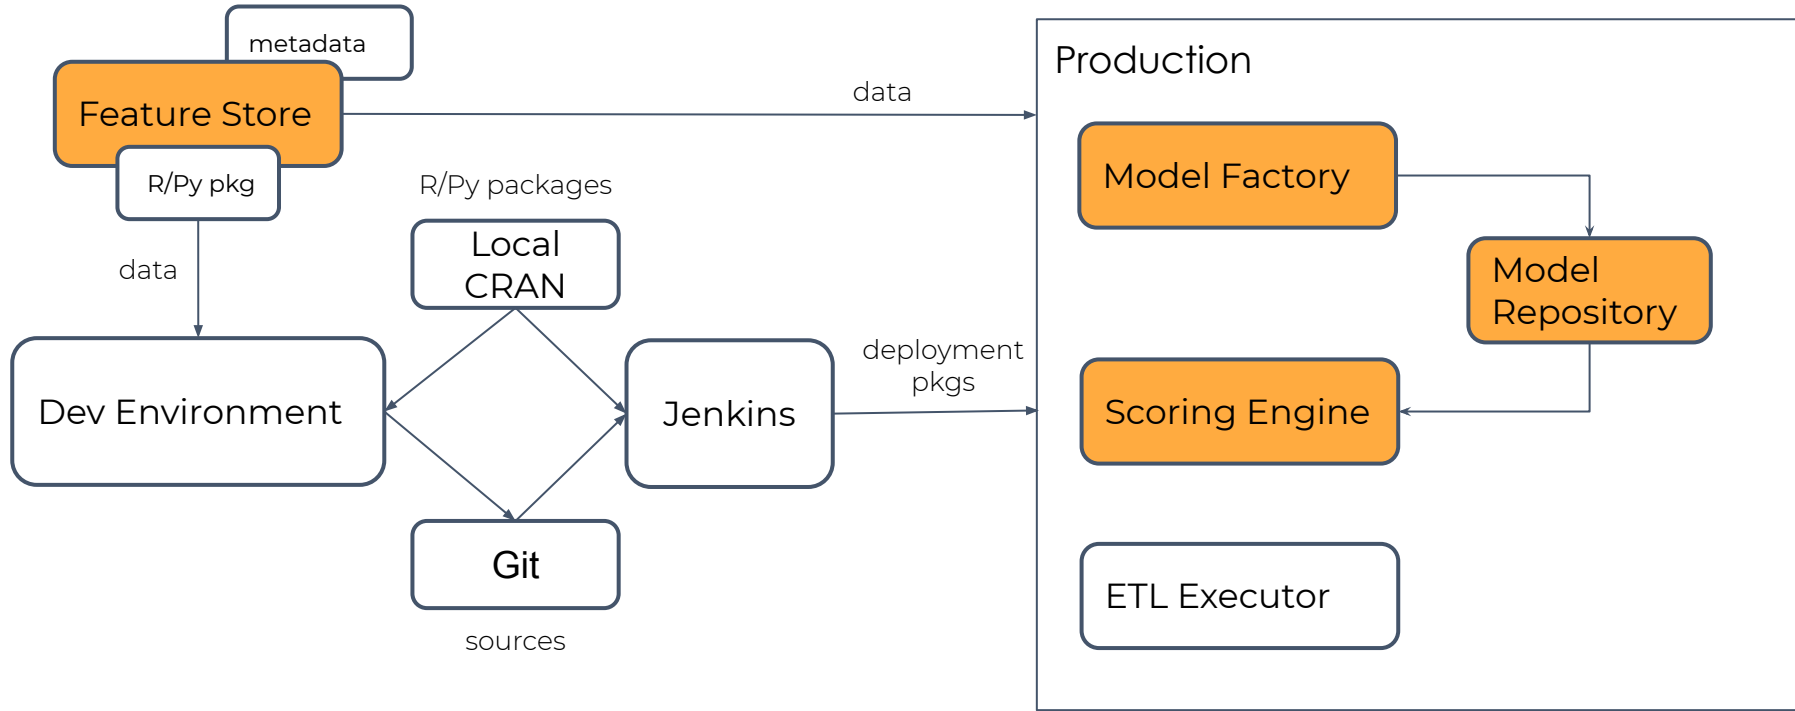 metadata
Feature Store
R/Py pkg
data
Dev Environment
R/Py packages
Local
CRAN
Git
sources
Jenkins
data
deployment
pkgs
Production
Model Factory
Model
Repository
Scoring Engine
ETL Executor